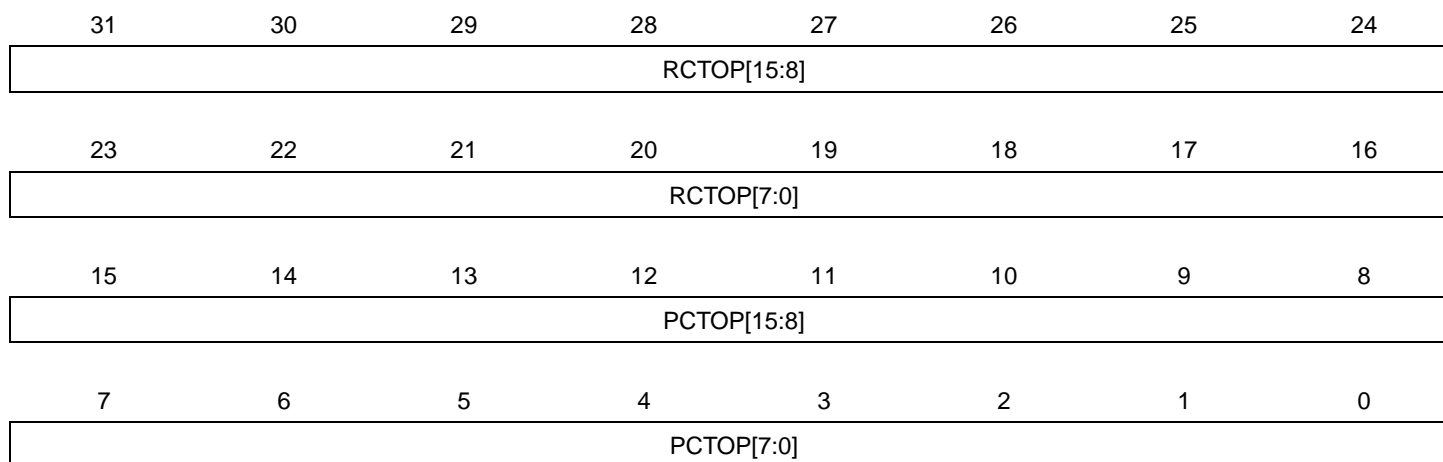 31 30 29 28 27 26 25 24
RCTOP[15:8]
23 22 21 20 19 18 17 16
RCTOP[7:0]
15 14 13 12 11 10 9 8
PCTOP[15:8]
7 6 5 4 3 2 1 0
PCTOP[7:0]